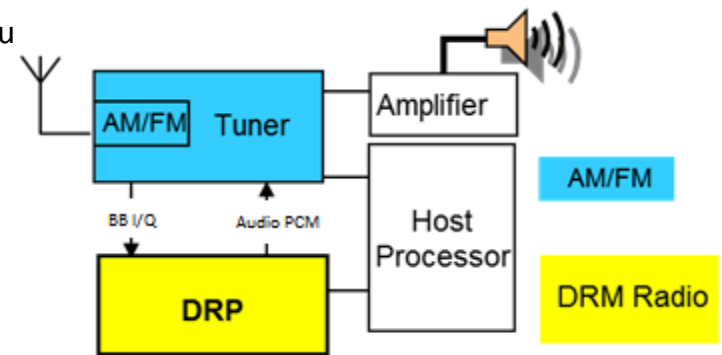 u
AM/FM Tuner
Amplifier
AM/FM
BB I/Q
Audio PCM
Host
Processor
DRP
DRM Radio